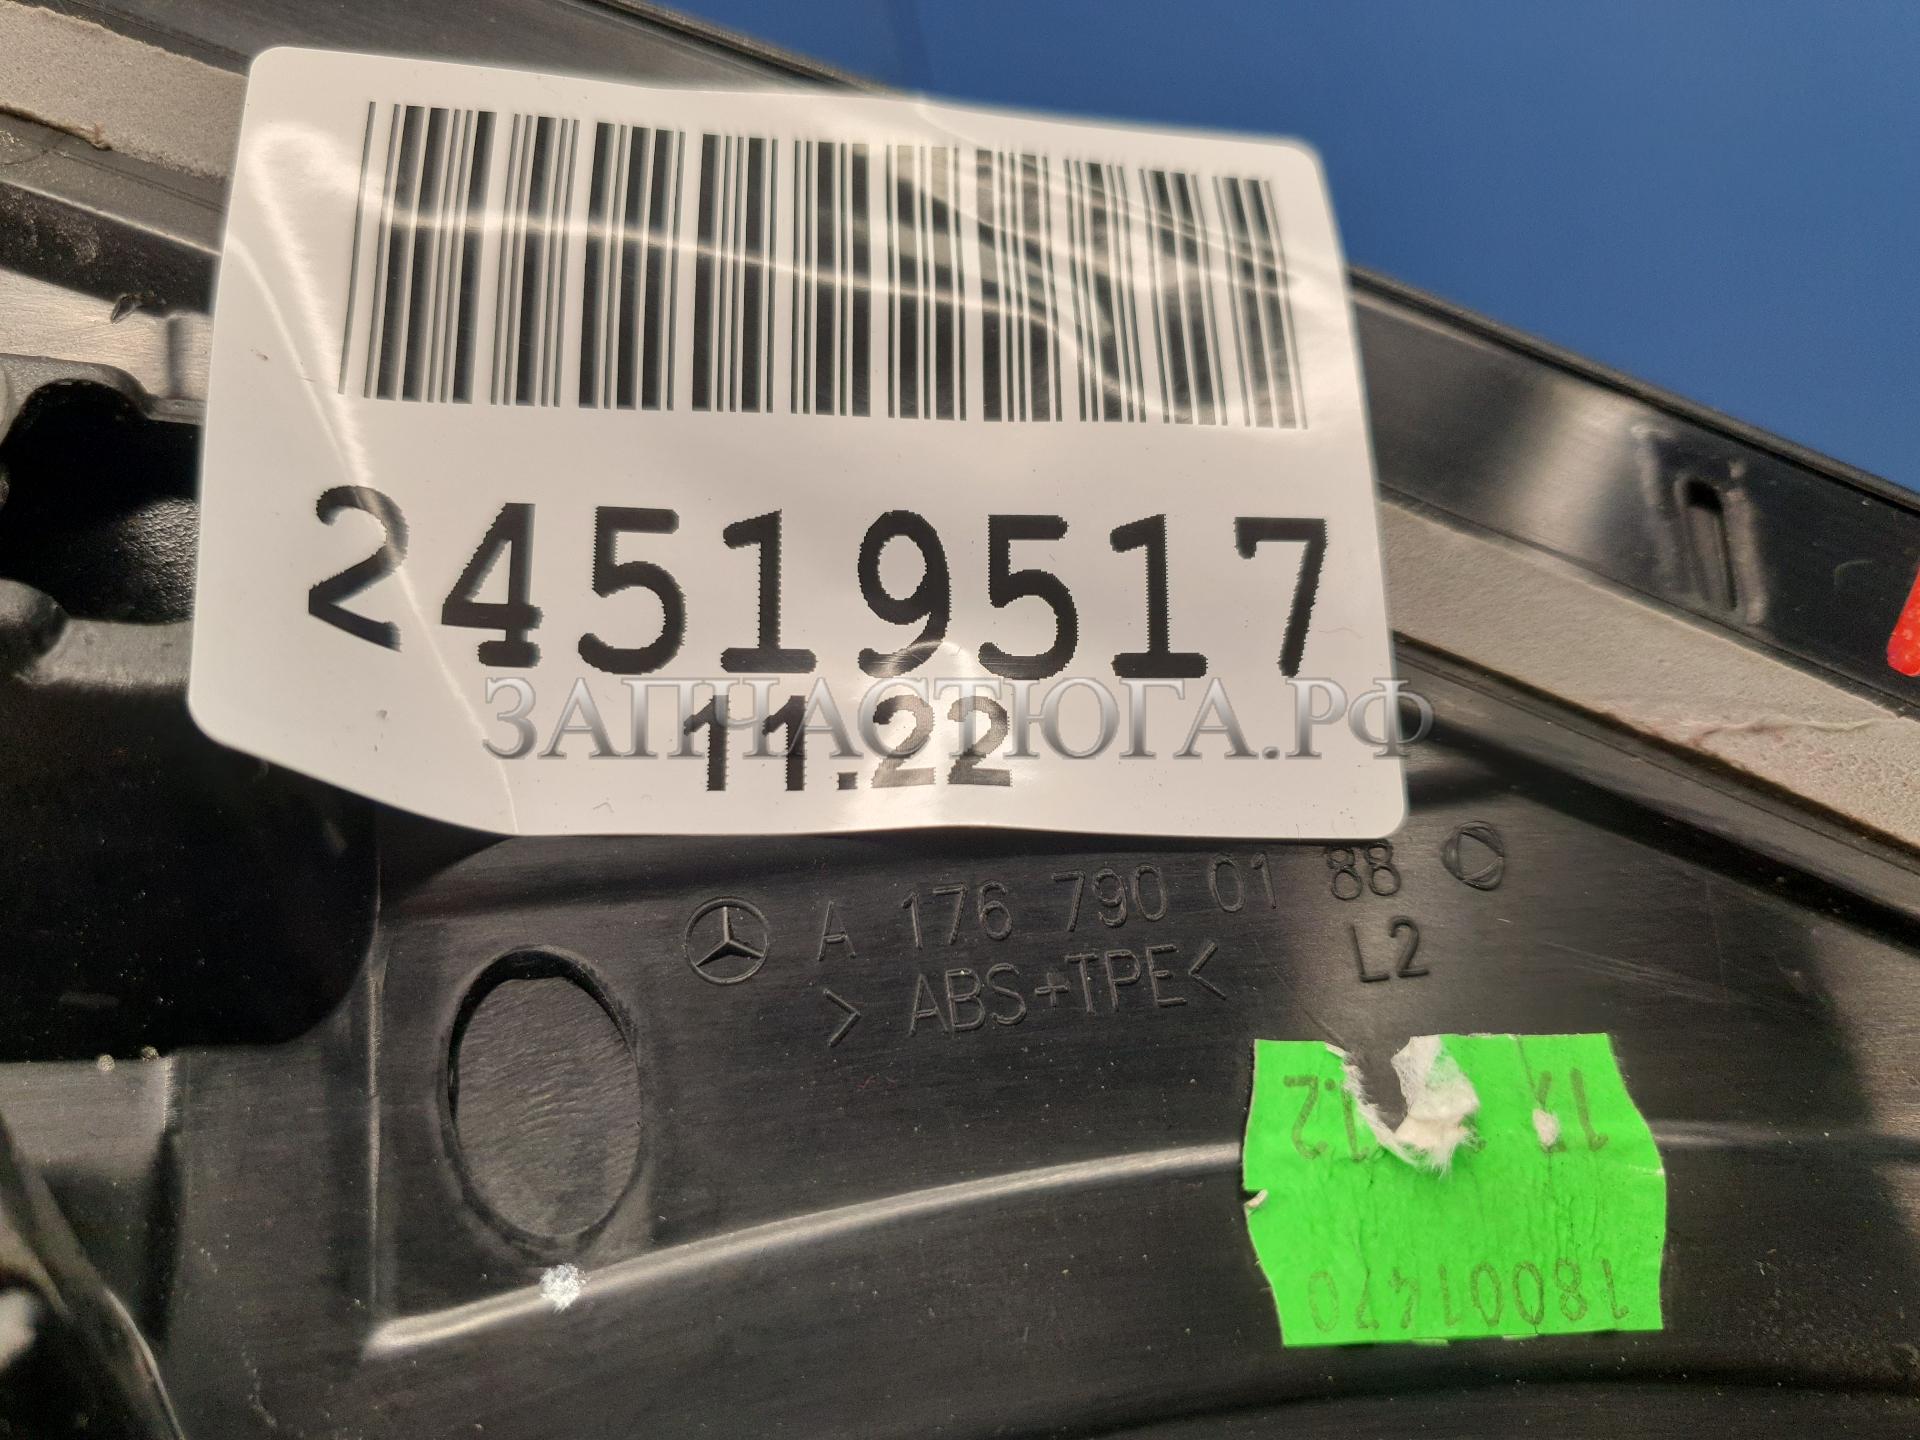 24519517
11.22
ЗАПЧАСТЮГА.РФ
A 176 790 01 88
L2
> ABS+TPE<
18001470